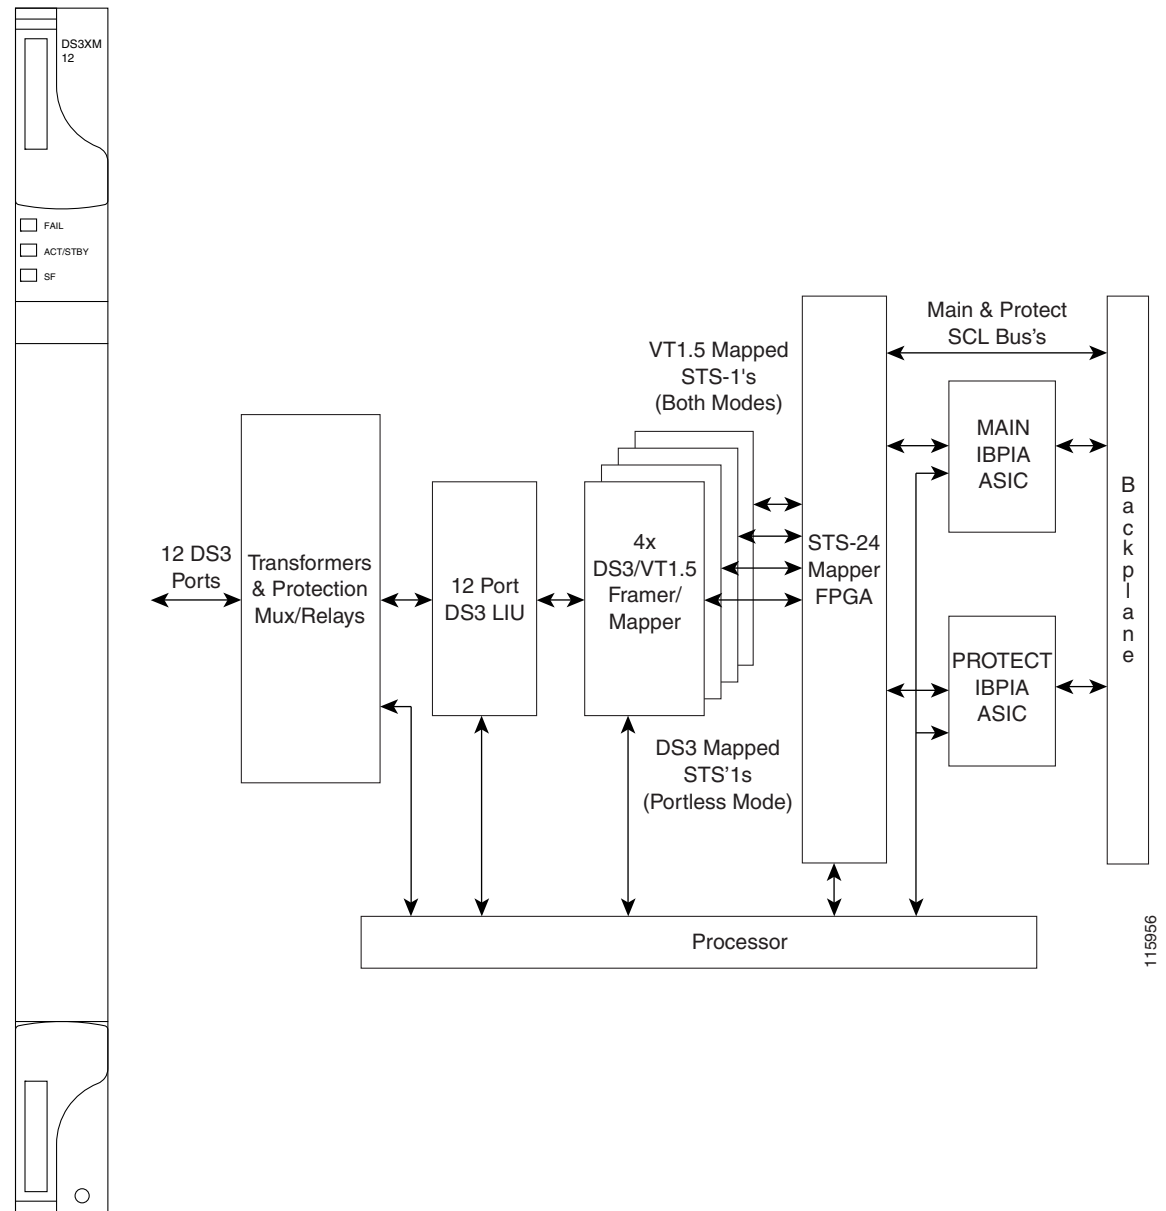 DS3XM
12
FAIL
ACT/STBY
SF
12 DS3
Ports
Transformers
& Protection
Mux/Relays
12 Port
DS3 LIU
VT1.5 Mapped
STS-1's
(Both Modes)
4x
DS3/VT1.5
Framer/
Mapper
DS3 Mapped
STS'1s
(Portless Mode)
STS-24
Mapper
FPGA
Main & Protect
SCL Bus's
MAIN
IBPIA
ASIC
PROTECT
IBPIA
ASIC
Backplane
Processor
115956